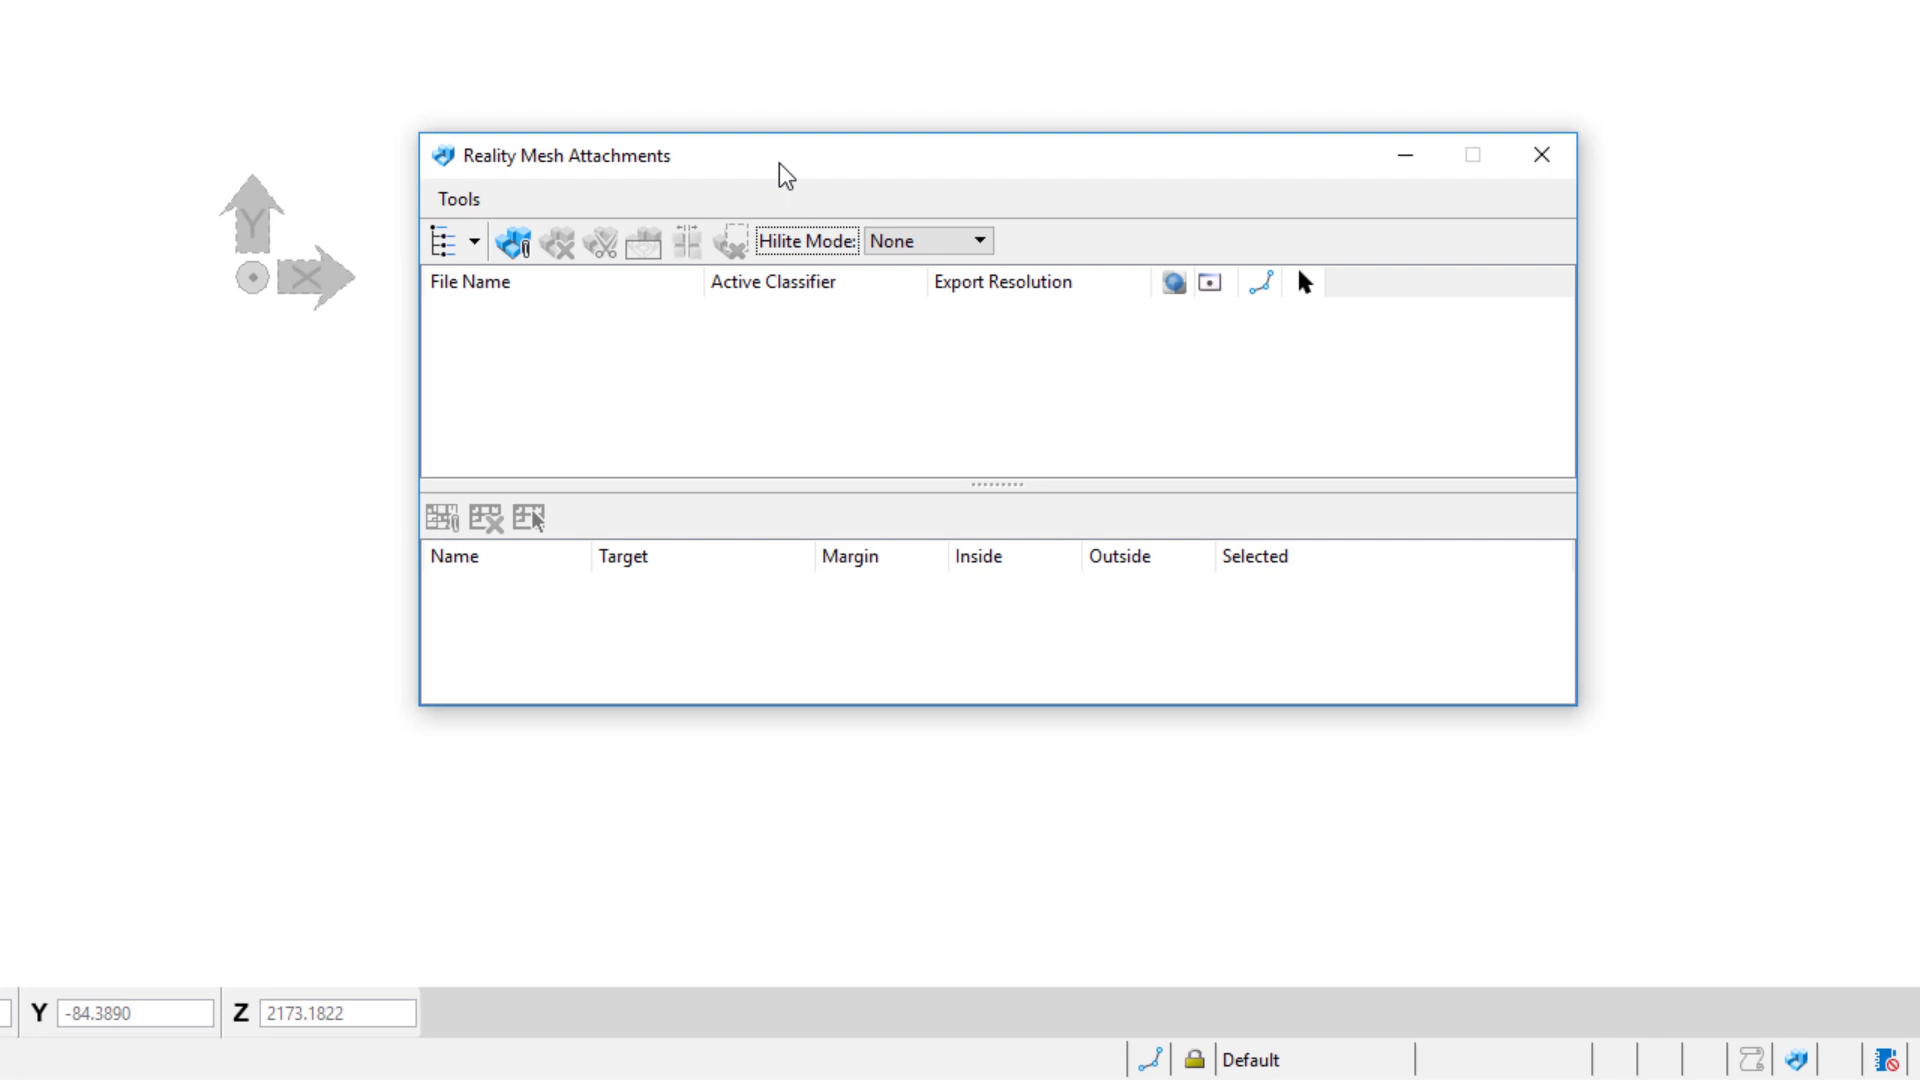 Reality Mesh Attachments
Tools
Hilite Mode: None
File Name Active Classifier Export Resolution
Y
X
Name Target Margin Inside Outside Selected
Y -84.3890 Z 2173.1822
Default